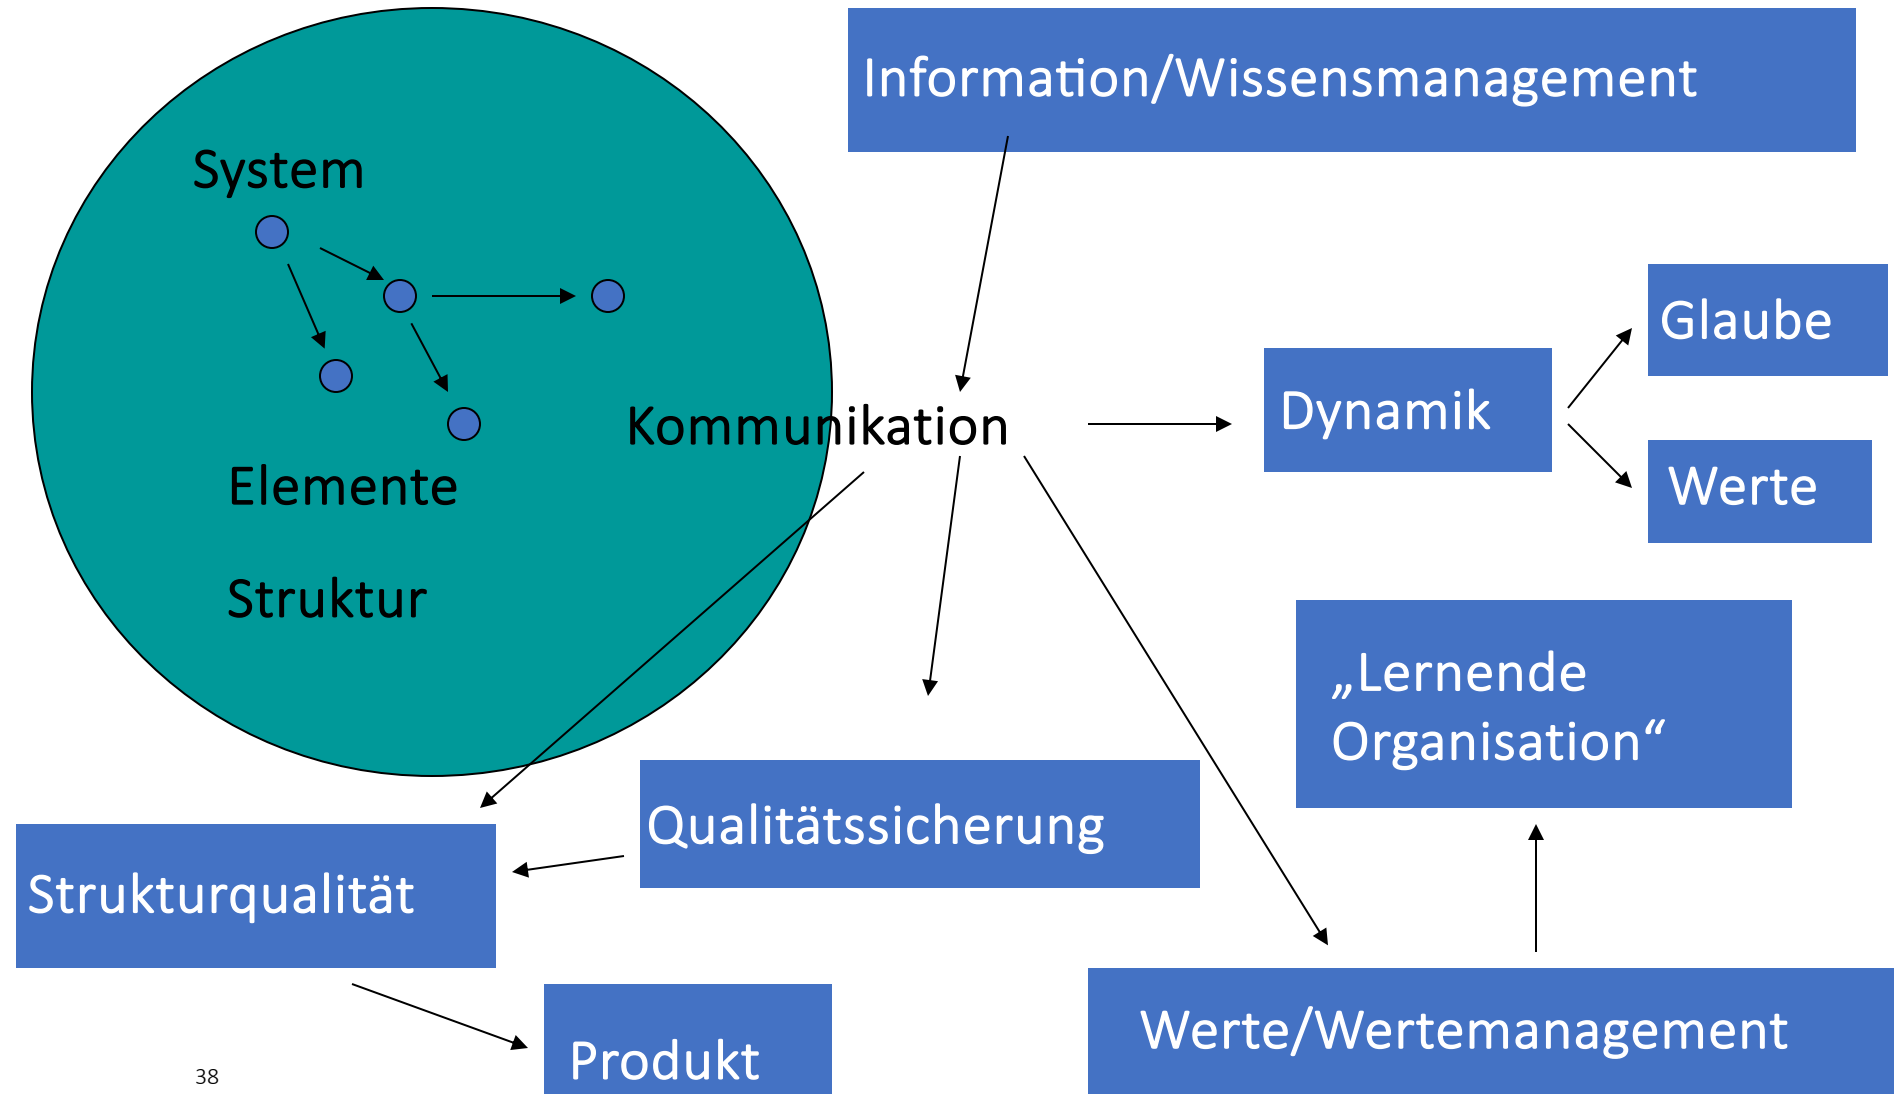 Information/Wissensmanagement
System
Glaube
Dynamik
Kommunikation
Elemente
Werte
Struktur
„Lernende
Organisation“
Qualitätssicherung
Strukturqualität
Werte/Wertemanagement
Produkt
38